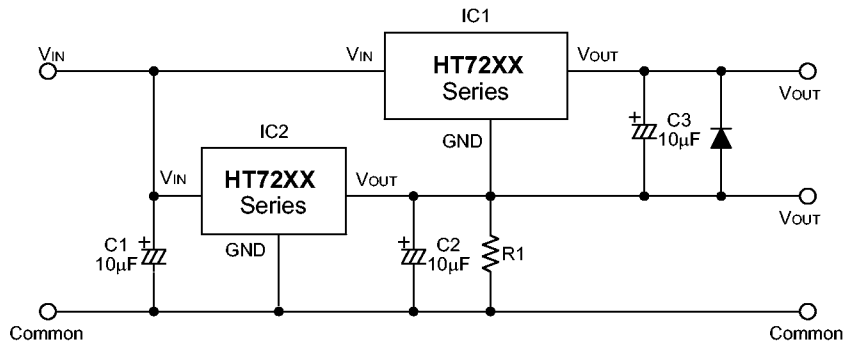 IC1
VIN
VIN
HT72XX
Series
VOUT
VOUT
GND
C3
10μF
IC2
VIN
HT72XX
Series
VOUT
VOUT
GND
C1
10μF
C2
10μF
R1
Common
Common